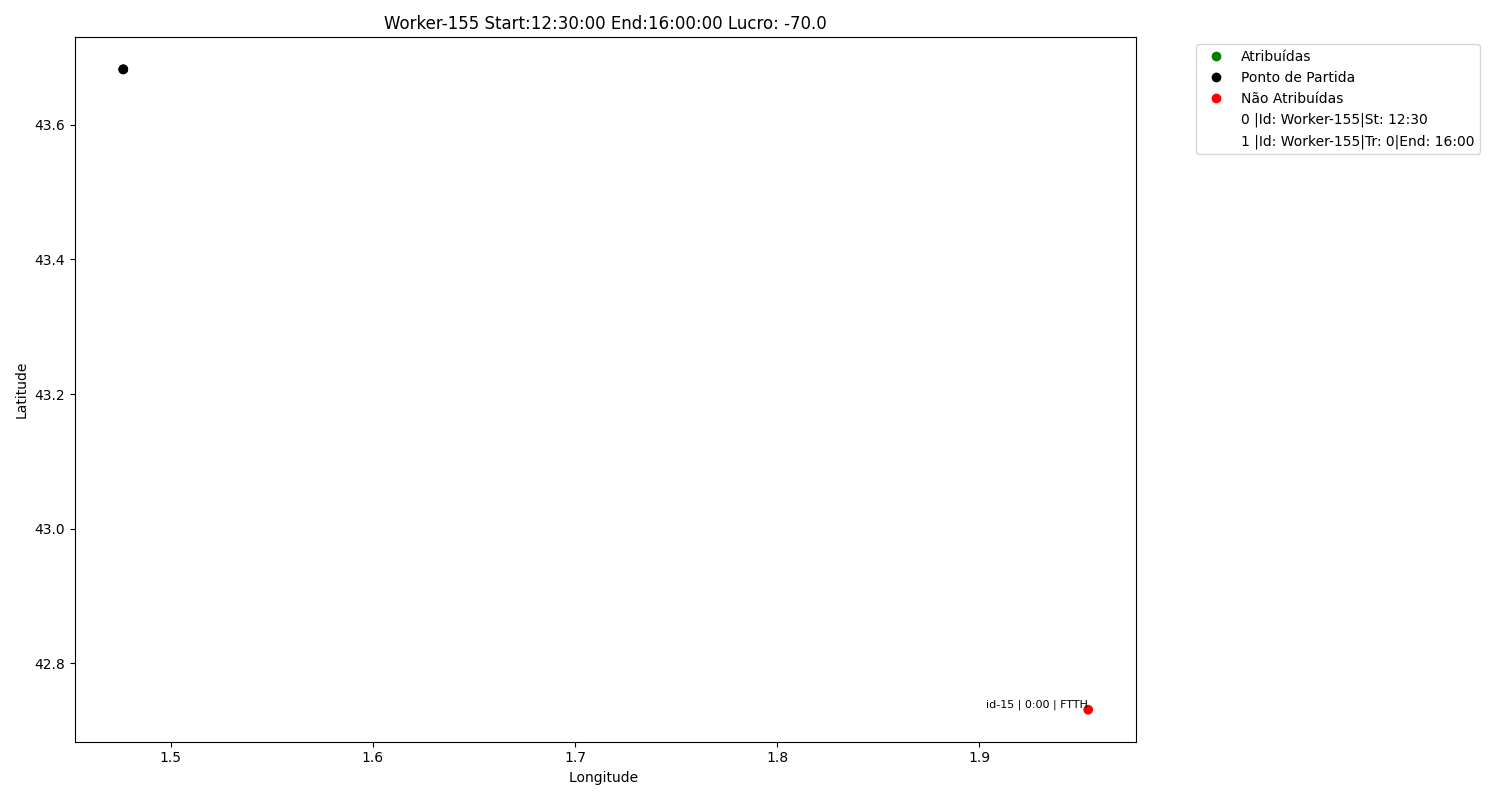 Worker-155 Start:12:30:00 End:16:00:00 Lucro: -70.0
Atribuídas
Ponto de Partida
Não Atribuídas
0 |Id: Worker-155|St: 12:30
1 |Id: Worker-155|Tr: 0|End: 16:00
43.6
43.4
43.2
43.0
42.8
Latitude
id-15 | 0:00 | FTTH
1.5 1.6 1.7 1.8 1.9
Longitude